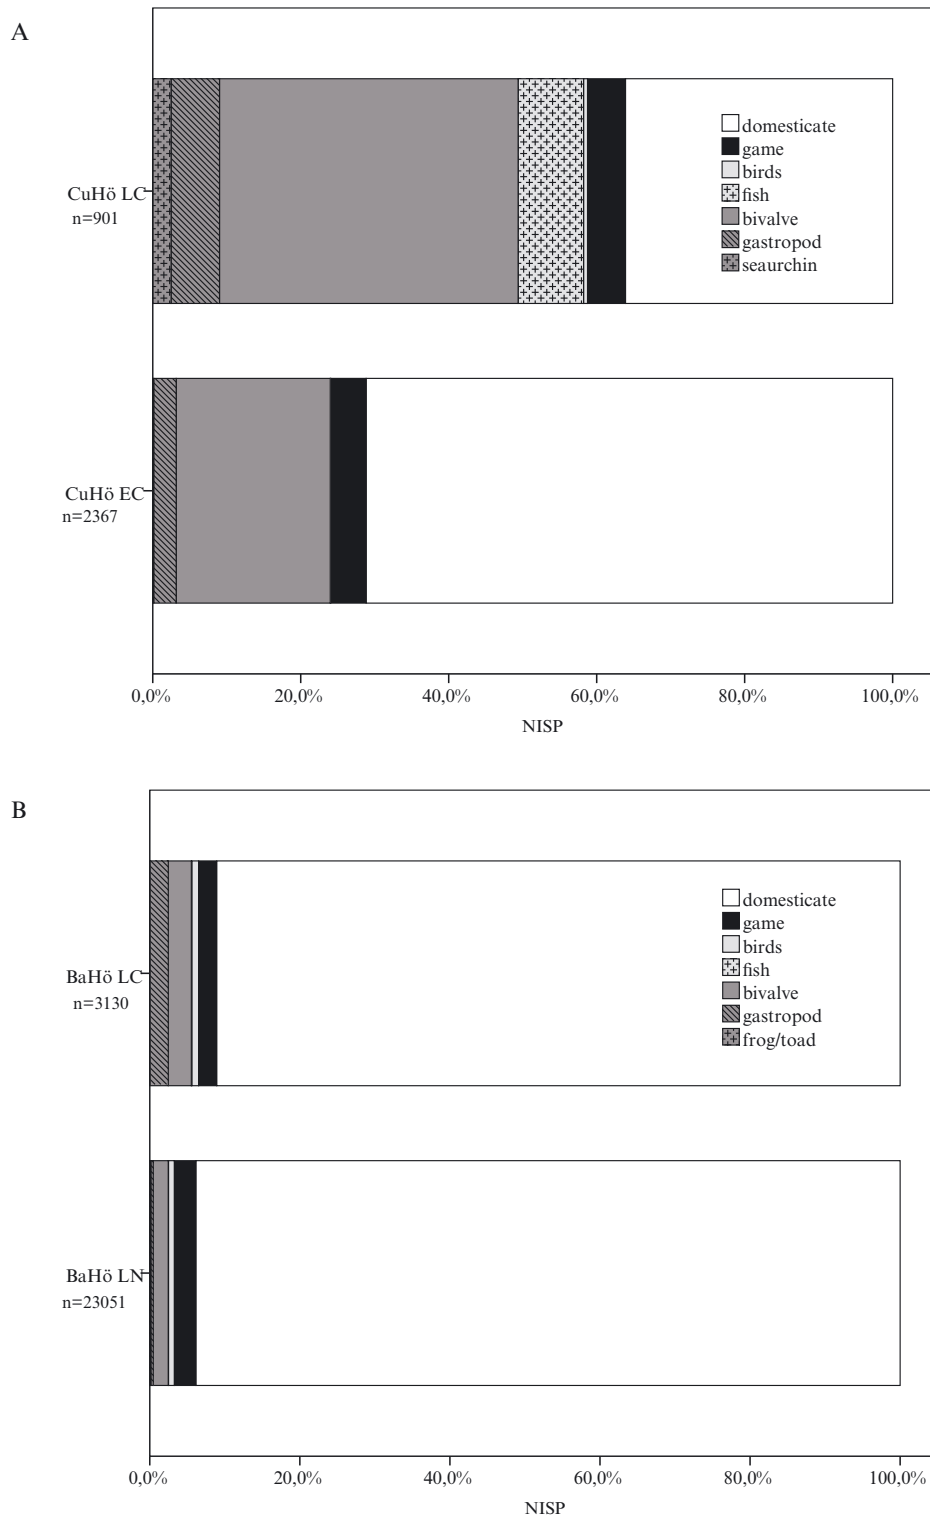 A
CuHö LC
n=901
domesticate
game
birds
fish
bivalve
gastropod
seaurchin
CuHö EC
n=2367
0,0% 20,0% 40,0% 60,0% 80,0% 100,0%
NISP
B
BaHö LC
n=3130
domesticate
game
birds
fish
bivalve
gastropod
frog/toad
BaHö LN
n=23051
0,0% 20,0% 40,0% 60,0% 80,0% 100,0%
NISP